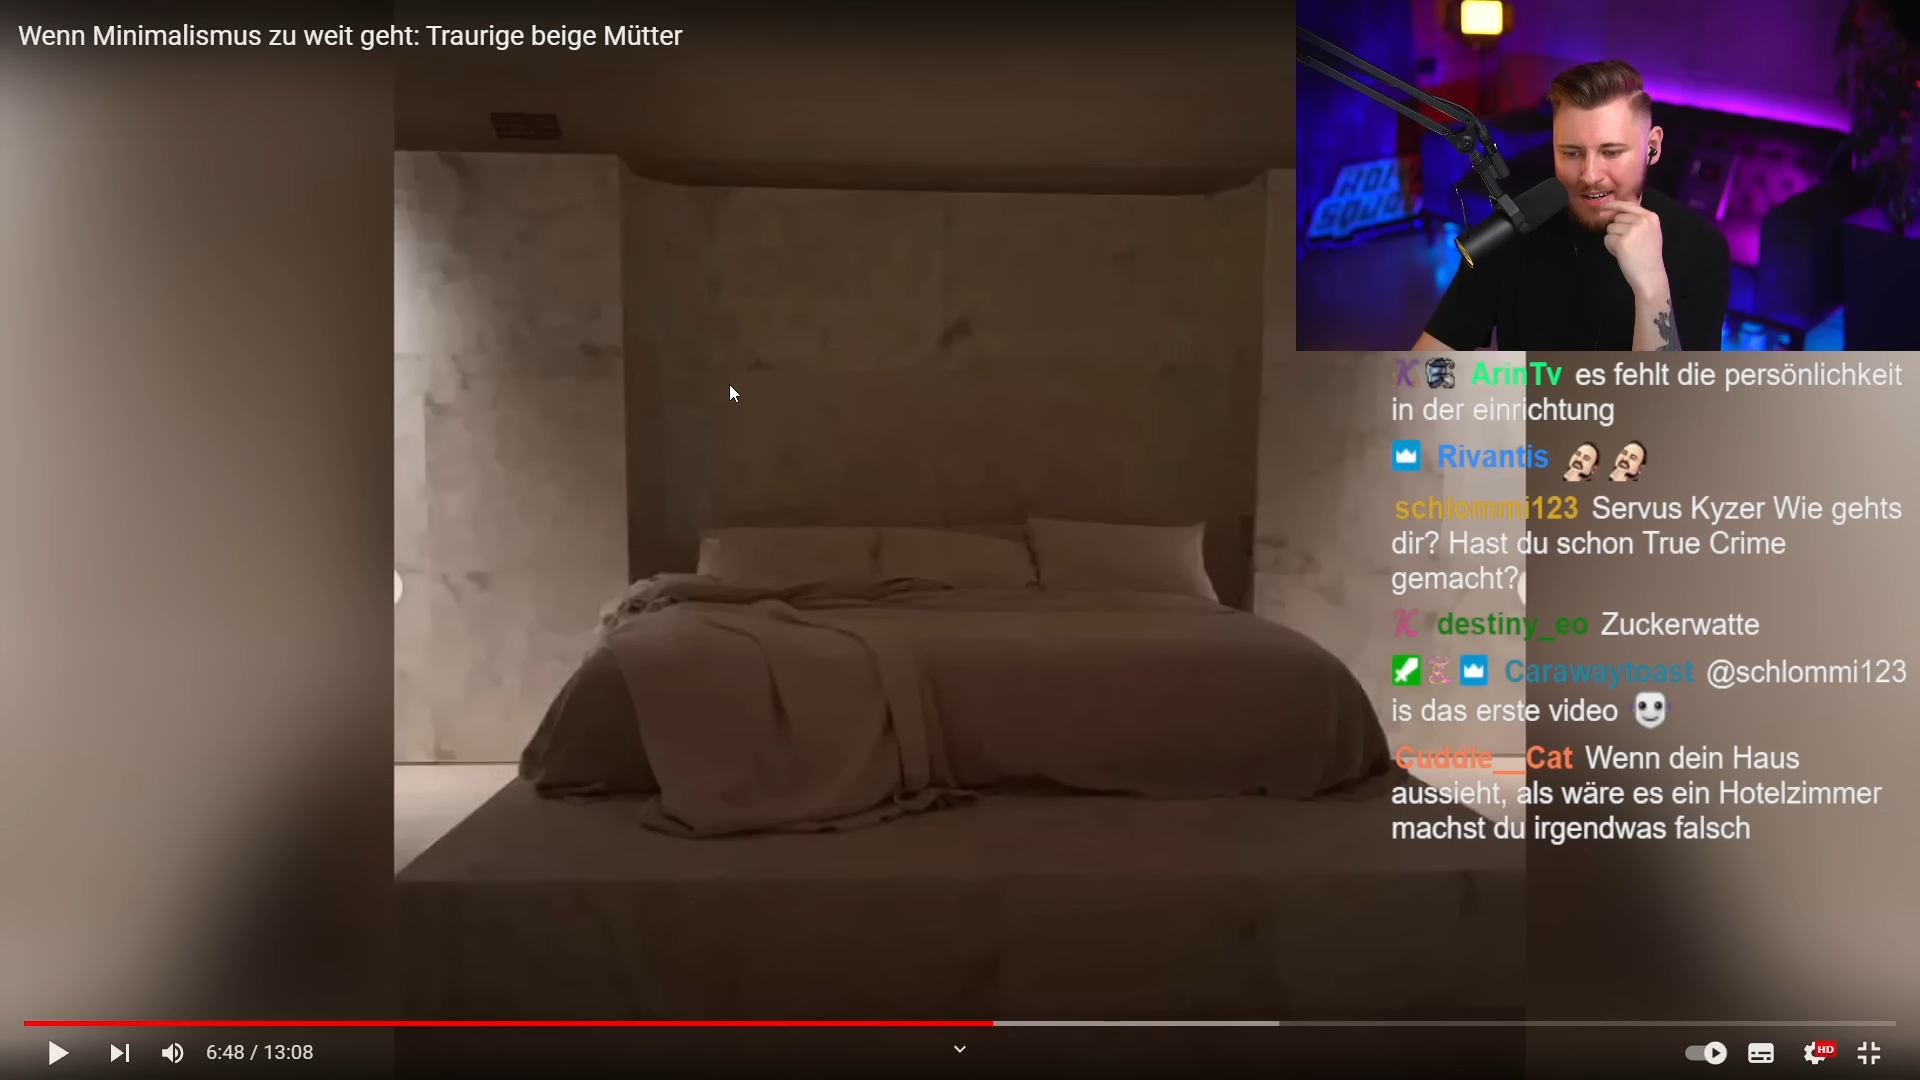 Wenn Minimalismus zu weit geht: Traurige beige Mütter
ArinTv es fehlt die persönlichkeit
in der einrichtung
Rivantis
schlommi123 Servus Kyzer Wie gehts
dir? Hast du schon True Crime
gemacht?
destiny_eo Zuckerwatte
Carawaytoast @schlommi123
is das erste video
Cuddle__Cat Wenn dein Haus
aussieht, als wäre es ein Hotelzimmer
machst du irgendwas falsch
6:48 / 13:08
HD